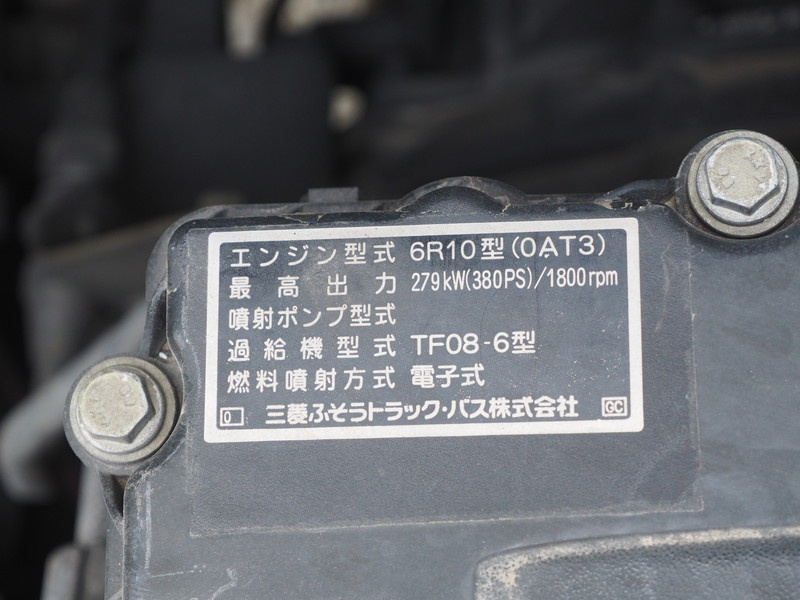 エンジン型式 6R10型(0AT3)
最高出力 279kW(380PS)/1800rpm
噴射ポンプ型式
過給機型式 TF08-6型
燃料噴射方式 電子式
0 三菱ふそうトラック・バス株式会社 GC